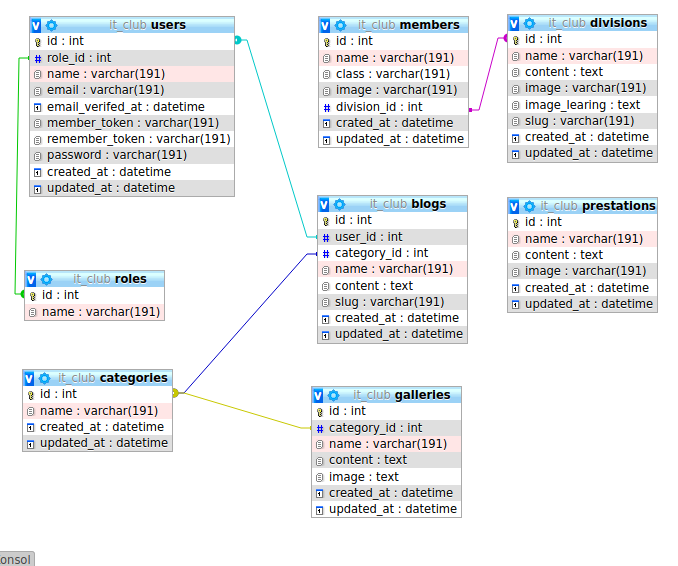 it_club users
id : int
role_id : int
name : varchar(191)
email : varchar(191)
email_verifed_at : datetime
member_token : varchar(191)
remember_token : varchar(191)
password : varchar(191)
created_at : datetime
updated_at : datetime
it_club members
id : int
name : varchar(191)
class : varchar(191)
image : varchar(191)
division_id : int
crated_at : datetime
updated_at : datetime
it_club divisions
id : int
name : varchar(191)
content : text
image : varchar(191)
image_learing : text
slug : varchar(191)
created_at : datetime
updated_at : datetime
it_club blogs
id : int
user_id : int
category_id : int
name : varchar(191)
content : text
slug : varchar(191)
created_at : datetime
updated_at : datetime
it_club prestations
id : int
name : varchar(191)
content : text
image : varchar(191)
created_at : datetime
updated_at : datetime
it_club roles
id : int
name : varchar(191)
it_club categories
id : int
name : varchar(191)
created_at : datetime
updated_at : datetime
it_club galleries
id : int
category_id : int
name : varchar(191)
content : text
image : text
created_at : datetime
updated_at : datetime
onsol